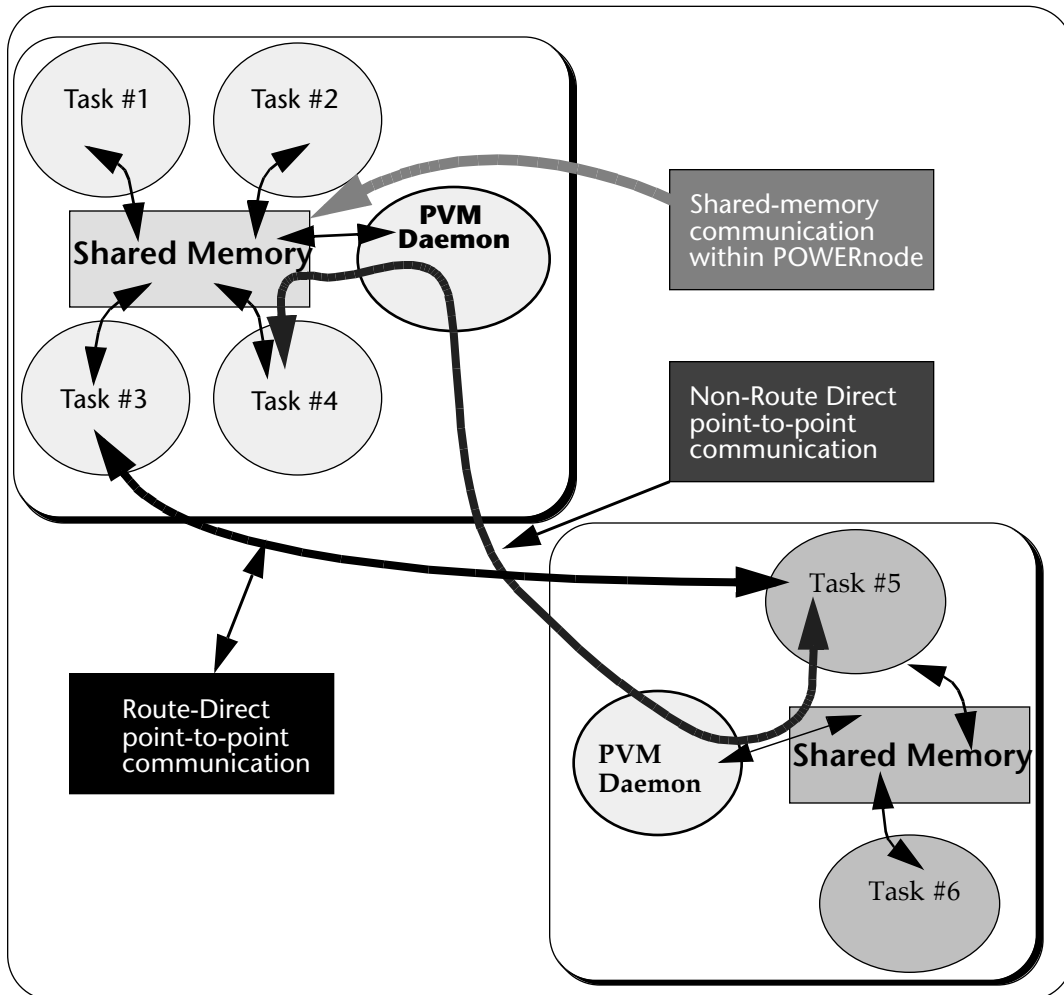 Task #1
Task #2
PVM
Daemon
Shared Memory
Task #3
Task #4
Shared-memory
communication
within POWERnode
Non-Route Direct
point-to-point
communication
Route-Direct
point-to-point
communication
Task #5
PVM
Daemon
Shared Memory
Task #6